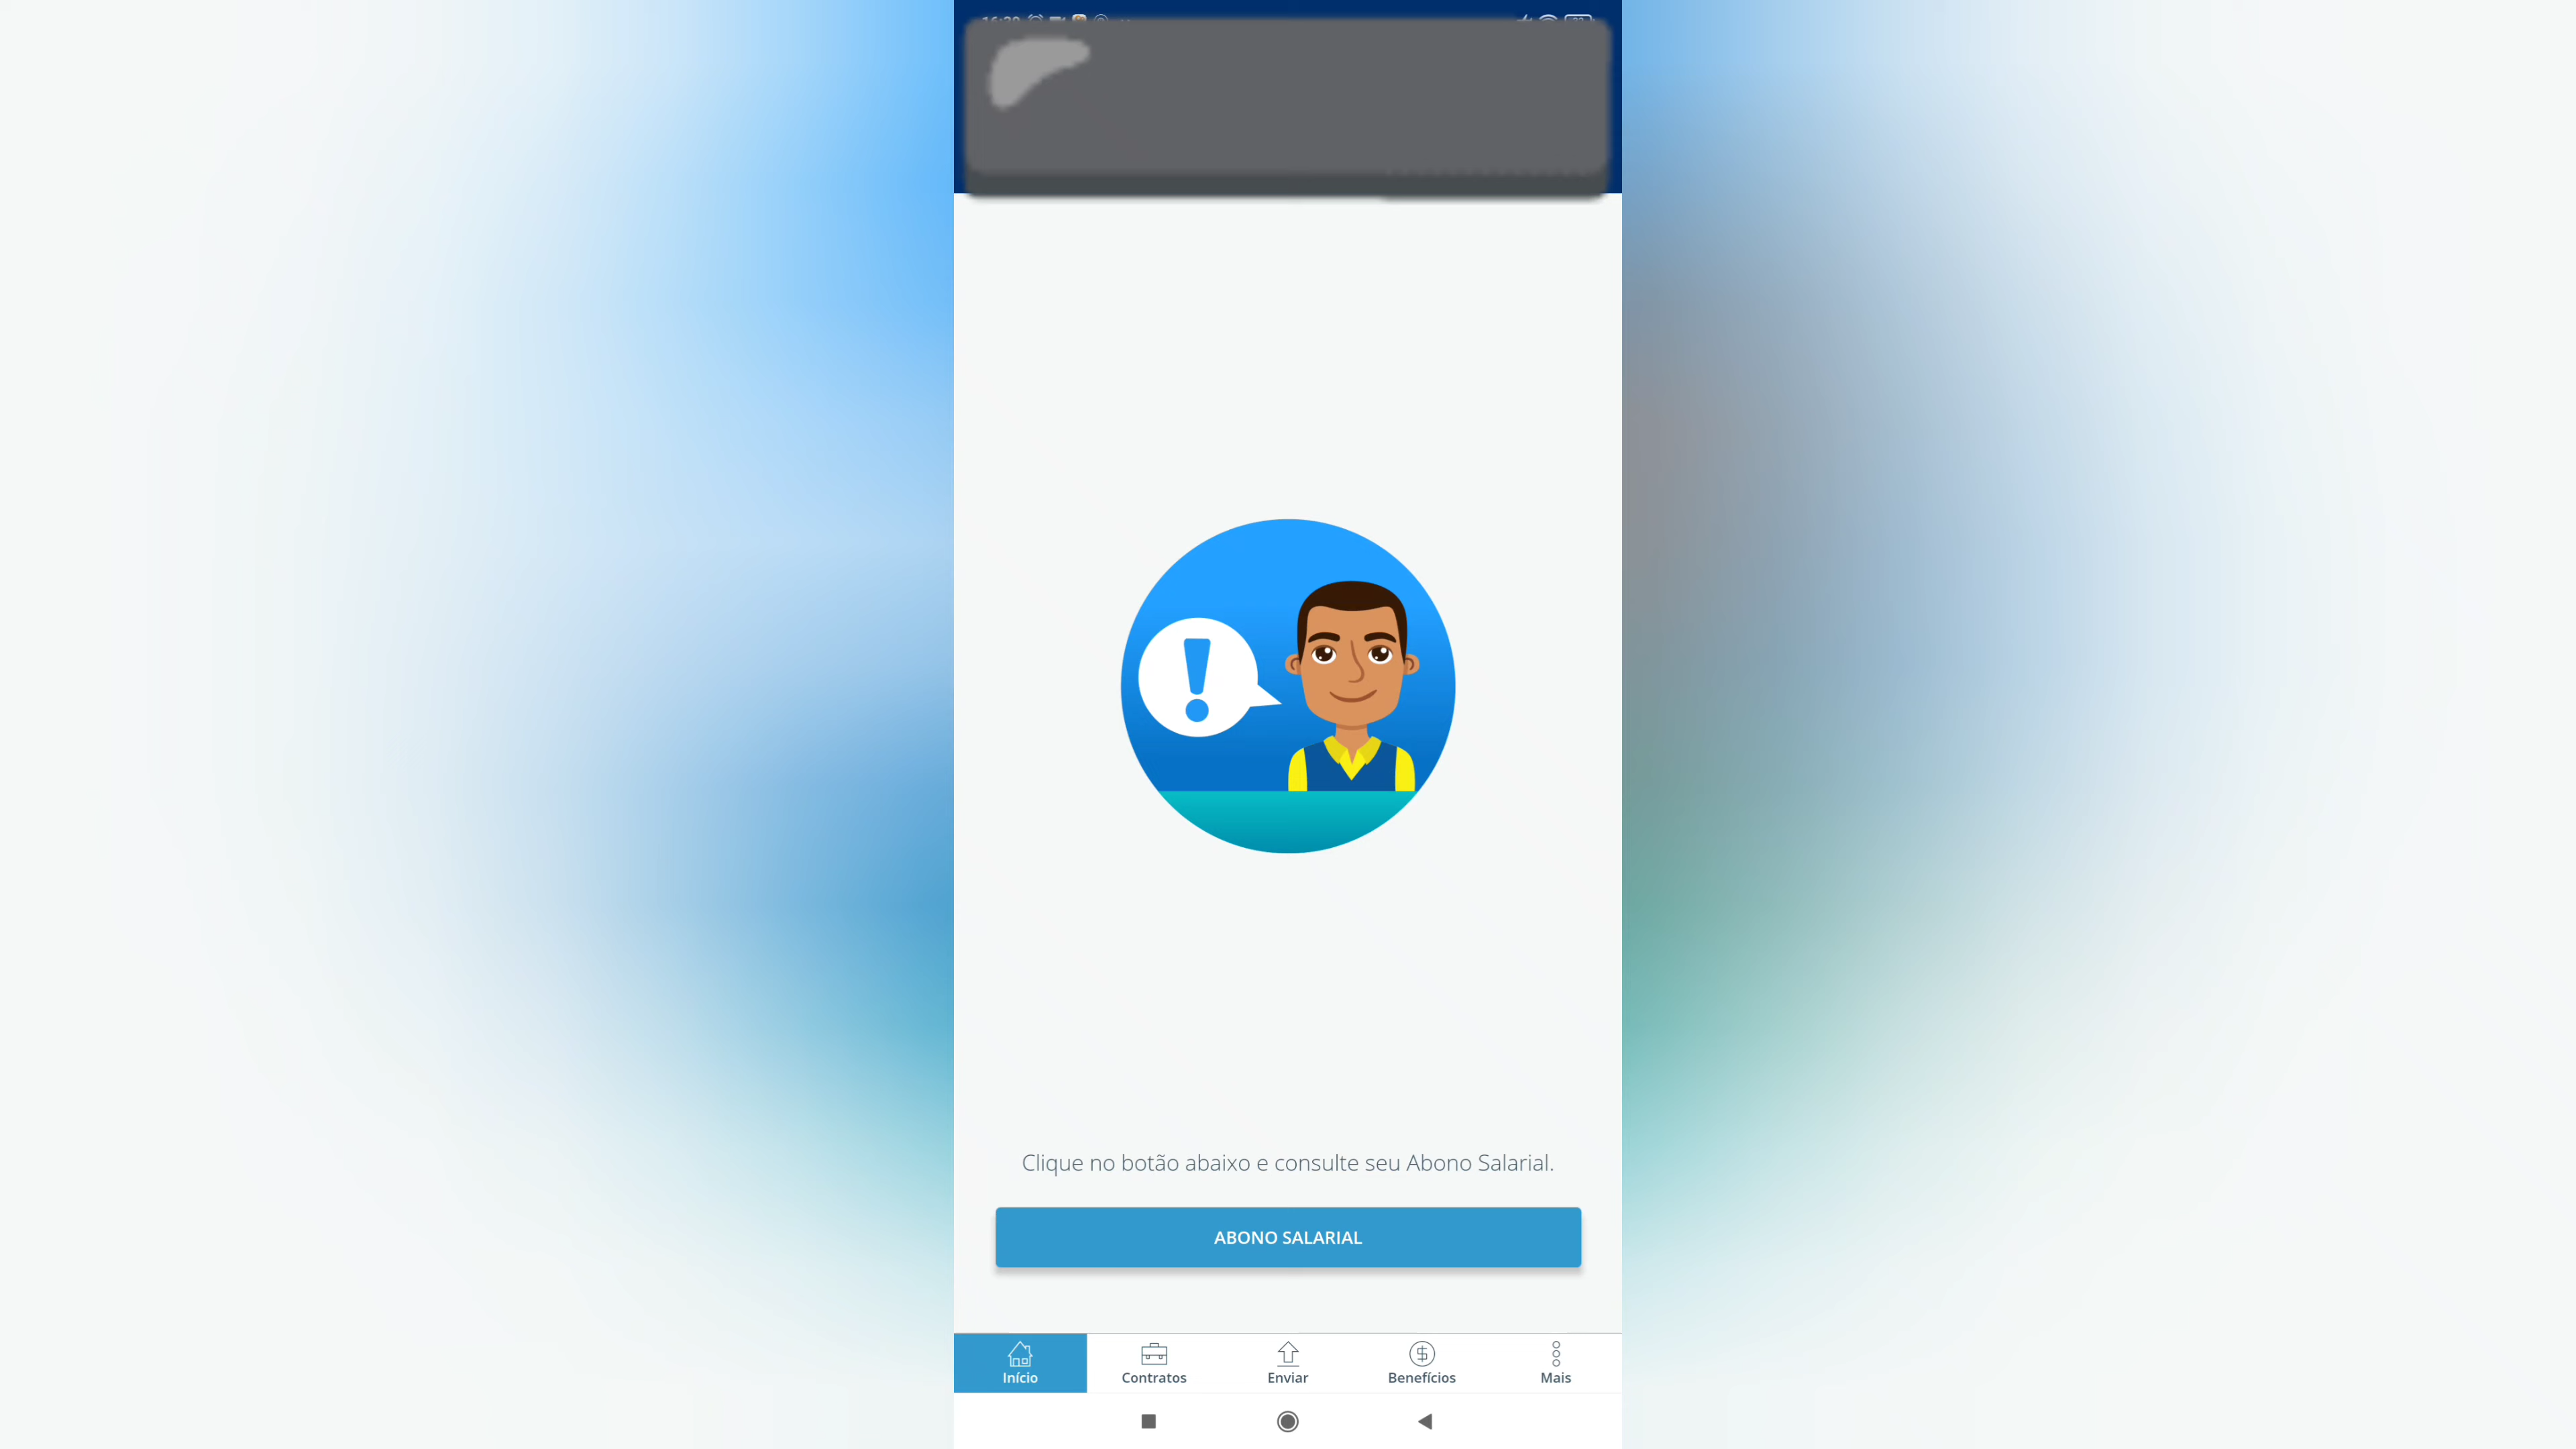 Clique no botão abaixo e consulte seu Abono Salarial.
ABONO SALARIAL
Início
Contratos
Enviar
Benefícios
Mais